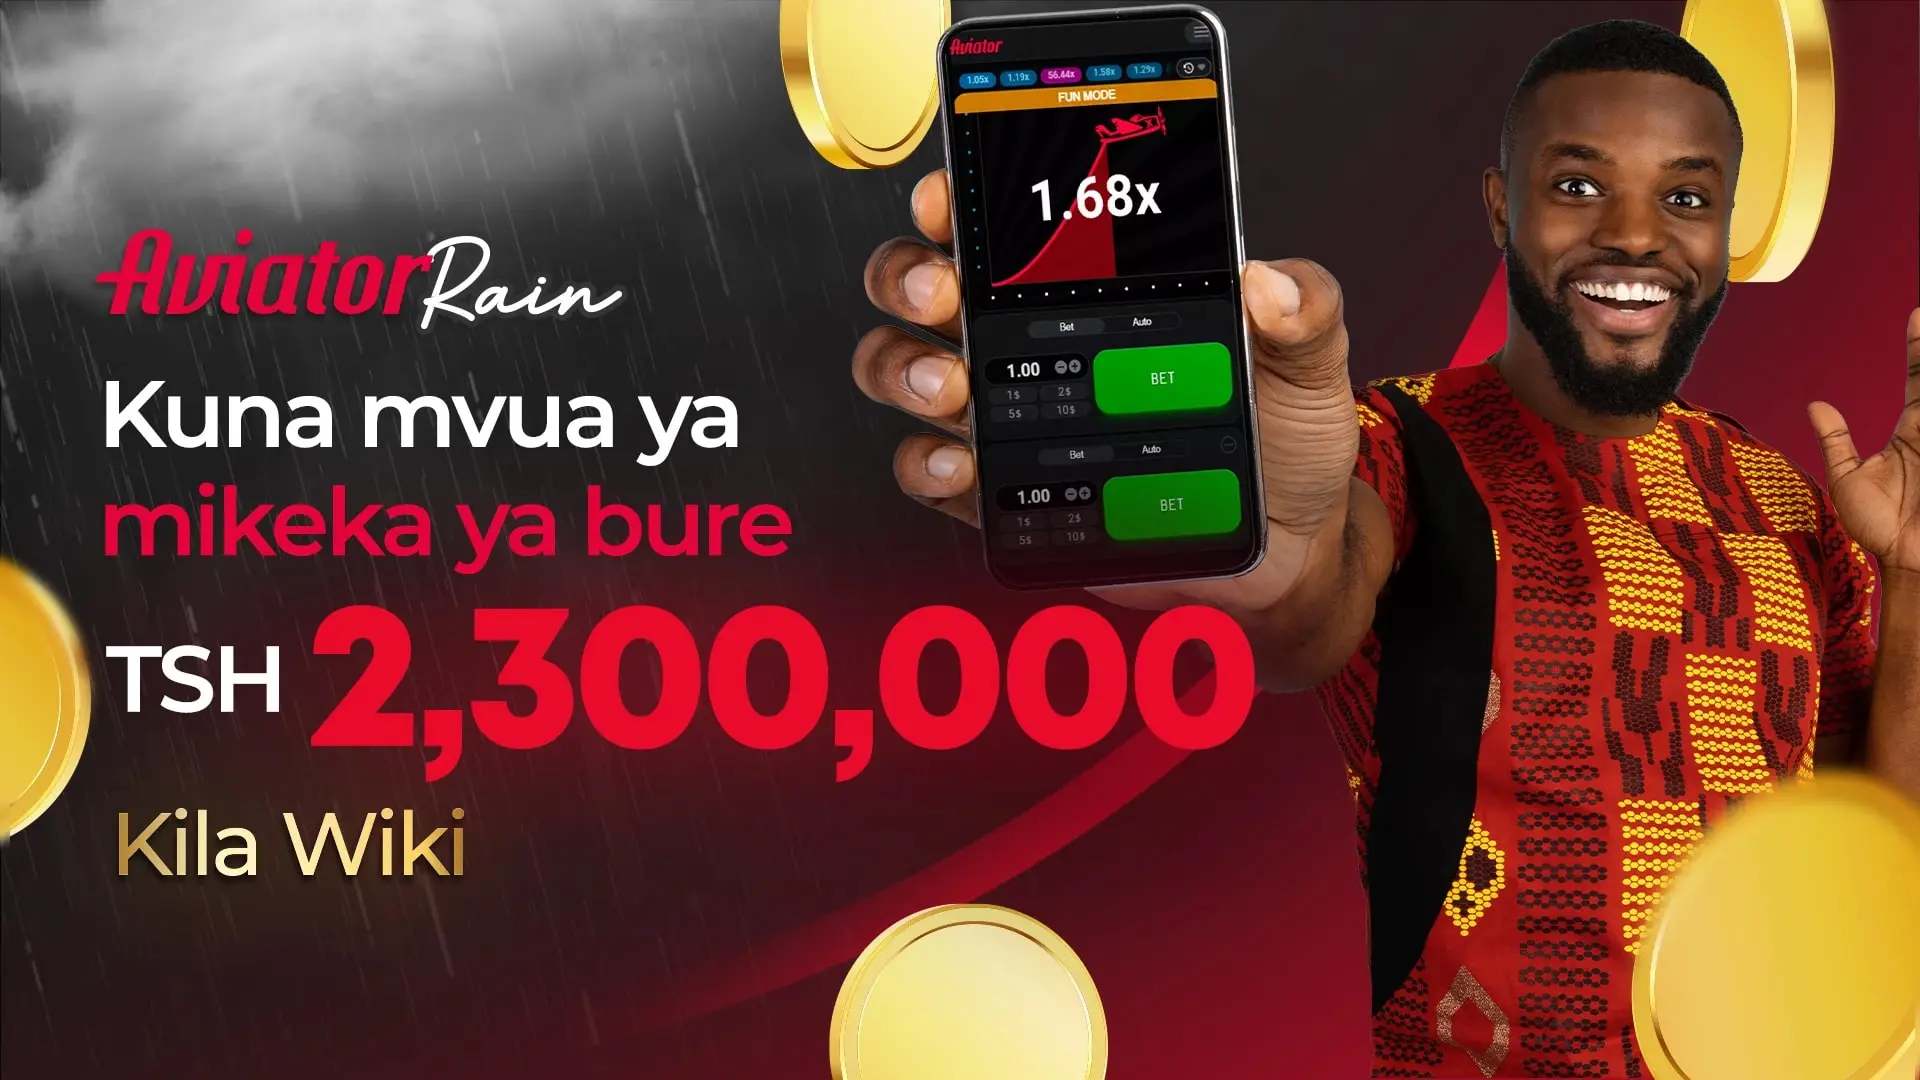 Aviator Rain
Kuna mvua ya
mikeka ya bure
TSH 2,300,000
Kila Wiki
Aviator
1.05x 1.19x 56.44x 1.58x 1.29x
FUN MODE
1.68x
Bet Auto
1.00
BET
1$ 2$
5$ 10$
Bet Auto
1.00
BET
1$ 2$
5$ 10$